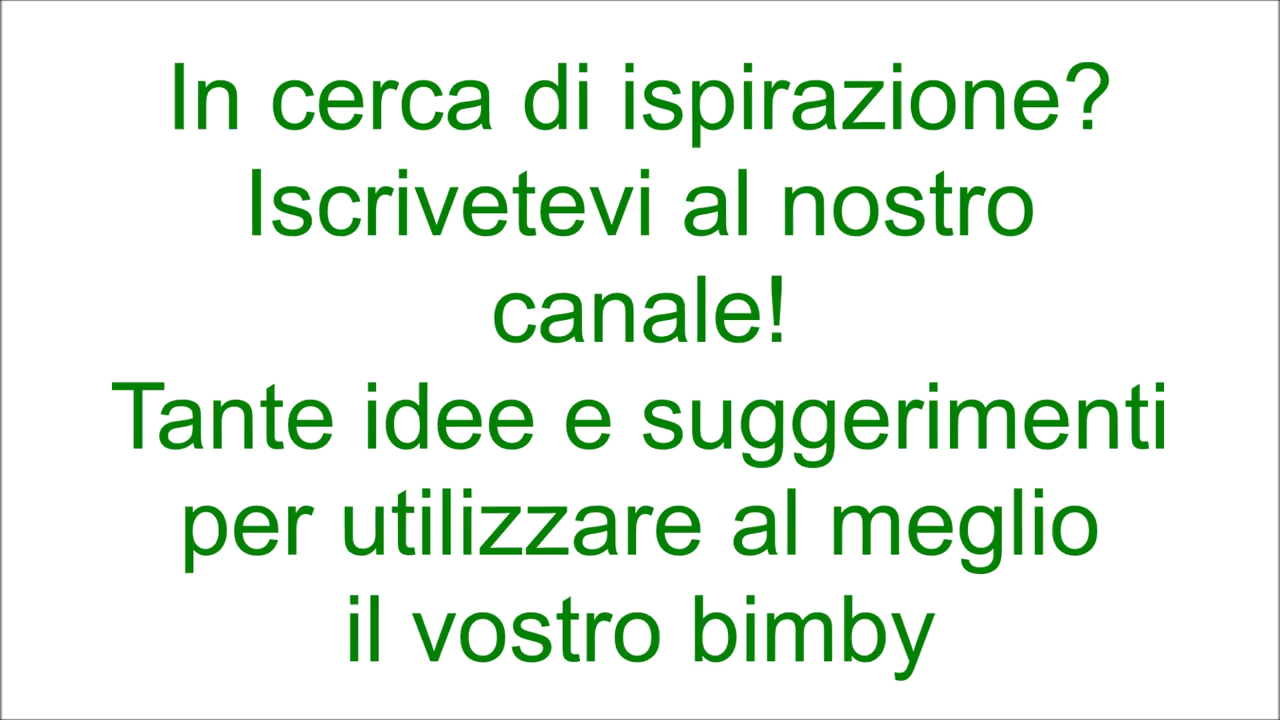 In cerca di ispirazione?
Iscrivetevi al nostro
canale!
Tante idee e suggerimenti
per utilizzare al meglio
il vostro bimby